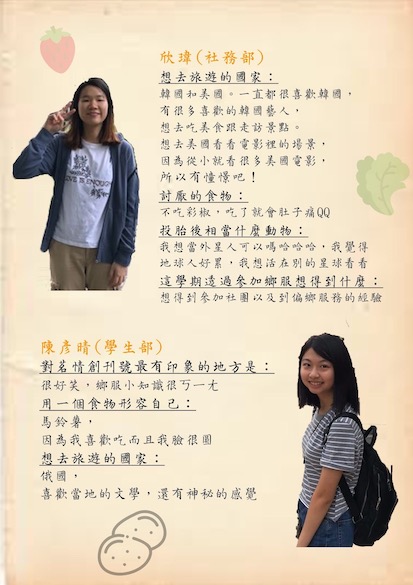 欣瑋(社務部)
想去旅遊的國家：
韓國和美國。一直都很喜歡韓國，
有很多喜歡的韓國藝人，
想去吃美食跟走訪景點。
想去美國看看電影裡的場景，
因為從小就看很多美國電影，
所以有憧憬吧！
討厭的食物：
不吃彩椒，吃了就會肚子痛QQ
投胎後相當什麼動物：
我想當外星人可以嗎哈哈哈，我覺得
地球人好累，我想活在別的星球看看
這學期透過參加鄉服想得到什麼：
想得到參加社團以及到偏鄉服務的經驗
陳彥晴(學生部)
對茗情創刊號最有印象的地方是：
很好笑，鄉服小知識很ㄎ一ㄤ
用一個食物形容自己：
馬鈴薯，
因為我喜歡吃而且我臉很圓
想去旅遊的國家：
俄國，
喜歡當地的文學，還有神秘的感覺